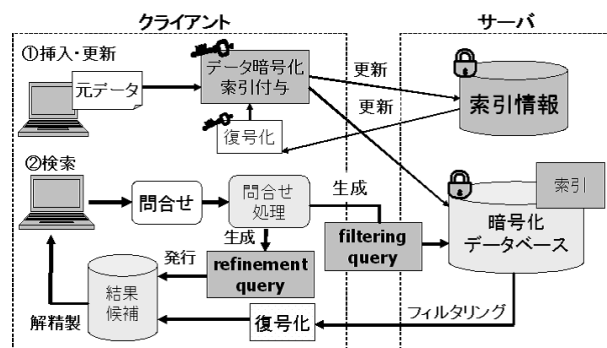 クライアント
サーバ
①挿入・更新
元データ
データ暗号化
索引付与
更新
更新
索引情報
復号化
②検索
問合せ
問合せ
処理
生成
生成
filtering
query
索引
暗号化
データベース
発行
refinement
query
結果
候補
解精製
復号化
フィルタリング